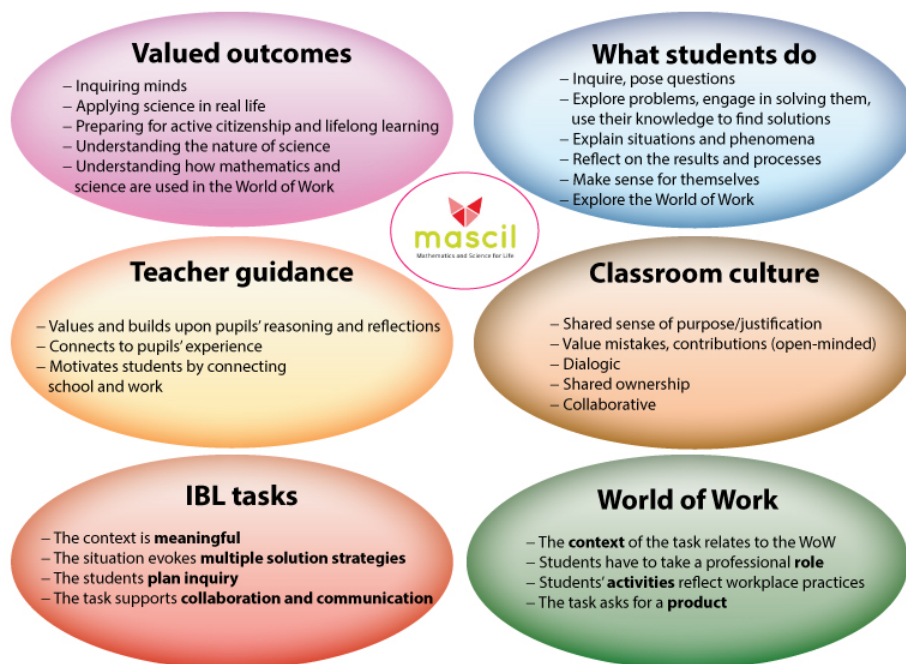 Valued outcomes
– Inquiring minds
– Applying science in real life
– Preparing for active citizenship and lifelong learning
– Understanding the nature of science
– Understanding how mathematics and
science are used in the World of Work
What students do
– Inquire, pose questions
– Explore problems, engage in solving them,
use their knowledge to find solutions
– Explain situations and phenomena
– Reflect on the results and processes
– Make sense for themselves
– Explore the World of Work
mascil
Mathematics and Science for Life
Teacher guidance
– Values and builds upon pupils’ reasoning and reflections
– Connects to pupils’ experience
– Motivates students by connecting
school and work
Classroom culture
– Shared sense of purpose/justification
– Value mistakes, contributions (open-minded)
– Dialogic
– Shared ownership
– Collaborative
IBL tasks
– The context is meaningful
– The situation evokes multiple solution strategies
– The students plan inquiry
– The task supports collaboration and communication
World of Work
– The context of the task relates to the WoW
– Students have to take a professional role
– Students’ activities reflect workplace practices
– The task asks for a product